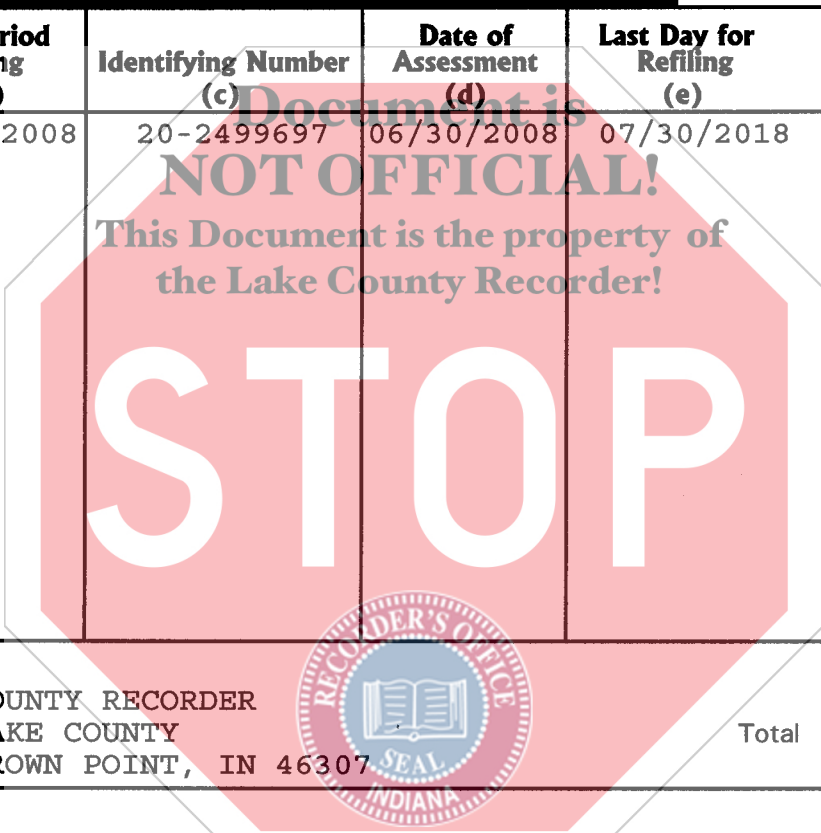 riod Date of Last Day for
ng Identifying Number Assessment Refiling
) (c) (d) (e)
Document is
2008 20-2499697 06/30/2008 07/30/2018
NOT OFFICIAL!
This Document is the property of
the Lake County Recorder!
STOP
OUNTY RECORDER
AKE COUNTY Total
ROWN POINT, IN 46307
RECORDER'S OFFICE
SEAL
INDIANA